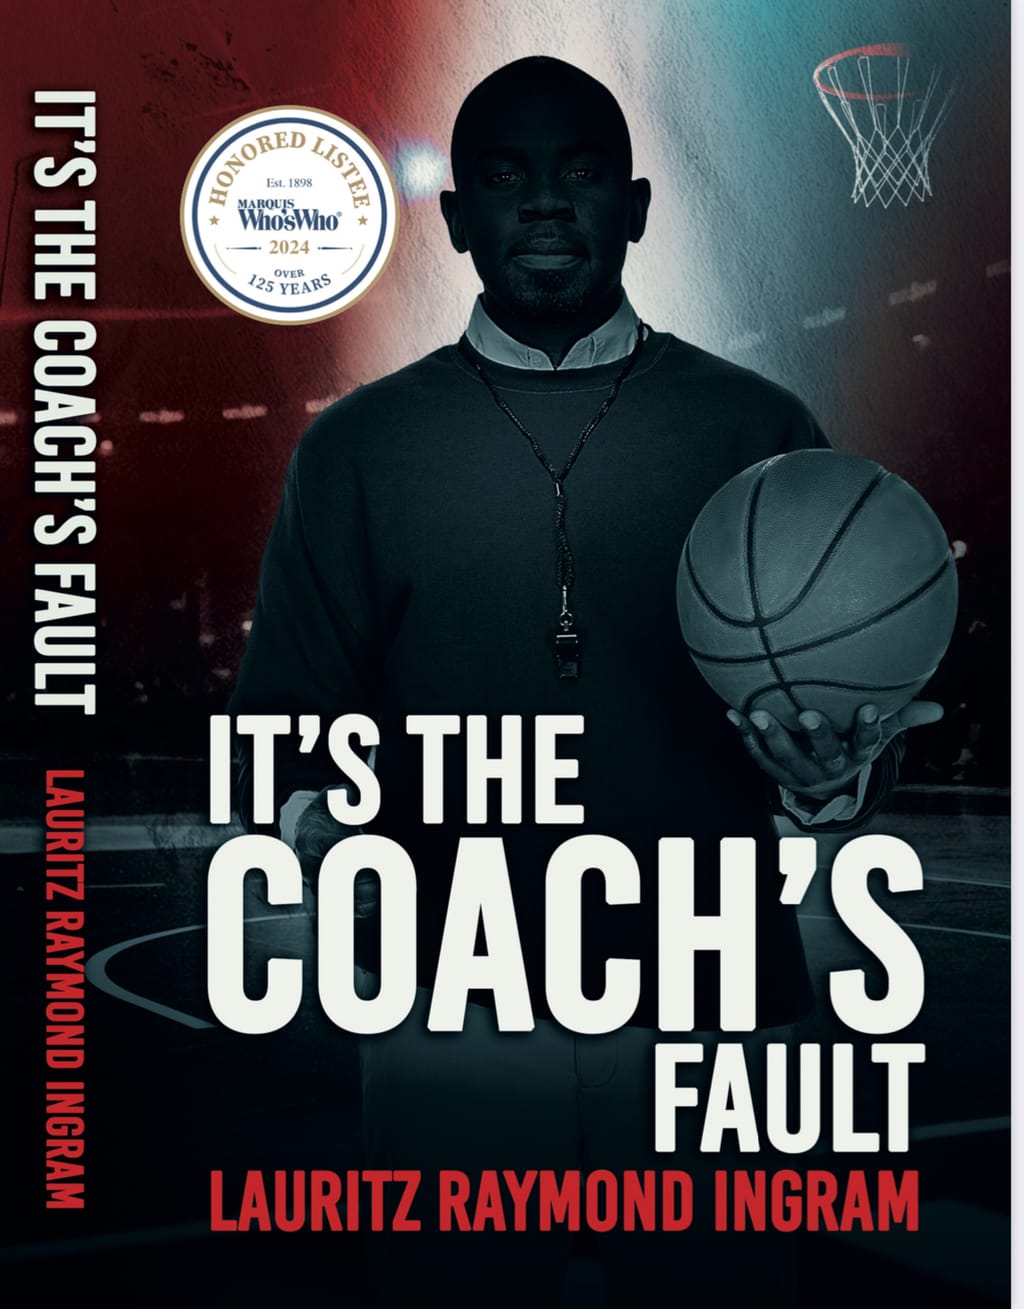 IT'S THE COACH'S FAULT
LAURITZ RAYMOND INGRAM
HONORED LISTEE
Est. 1898
MARQUIS
Who'sWho®
2024
OVER
125 YEARS
IT'S THE
COACH'S
FAULT
LAURITZ RAYMOND INGRAM